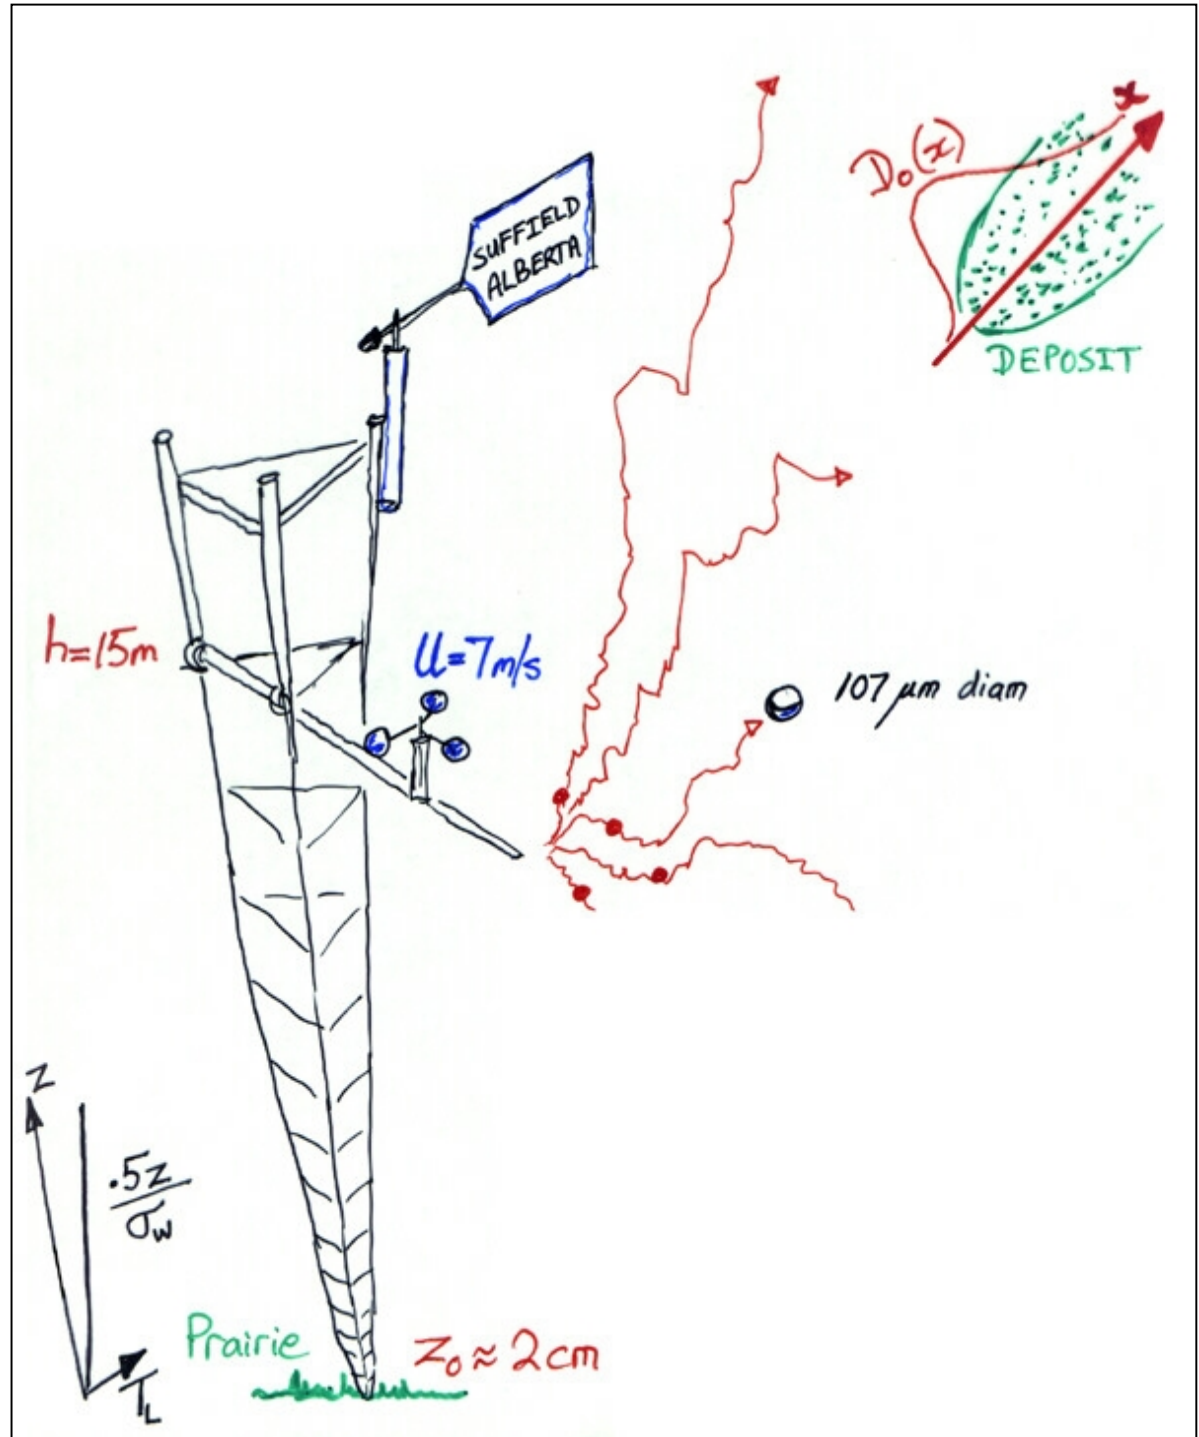 x
D₀(x)
SUFFIELD
ALBERTA
DEPOSIT
h=15m
U=7m/s
107 µm diam
z
.5z
σw
Prairie
z₀ ≈ 2cm
TL